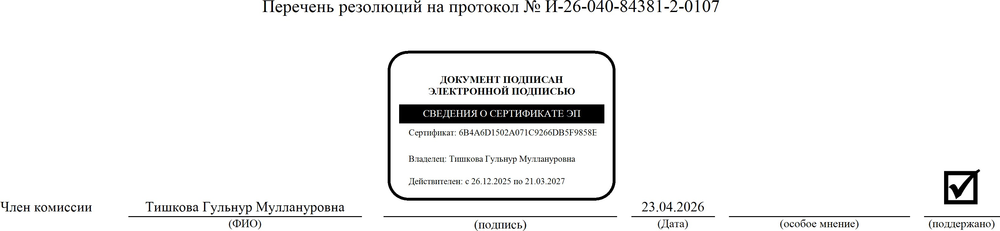 Перечень резолюций на протокол № И-26-040-84381-2-0107
ДОКУМЕНТ ПОДПИСАН
ЭЛЕКТРОННОЙ ПОДПИСЬЮ
СВЕДЕНИЯ О СЕРТИФИКАТЕ ЭП
Сертификат: 6B4A6D1502A071C9266DB5F9858E
Владелец: Тишкова Гульнур Муллануровна
Действителен: с 26.12.2025 по 21.03.2027
Член комиссии Тишкова Гульнур Муллануровна 23.04.2026
(ФИО) (подпись) (Дата) (особое мнение) (поддержано)